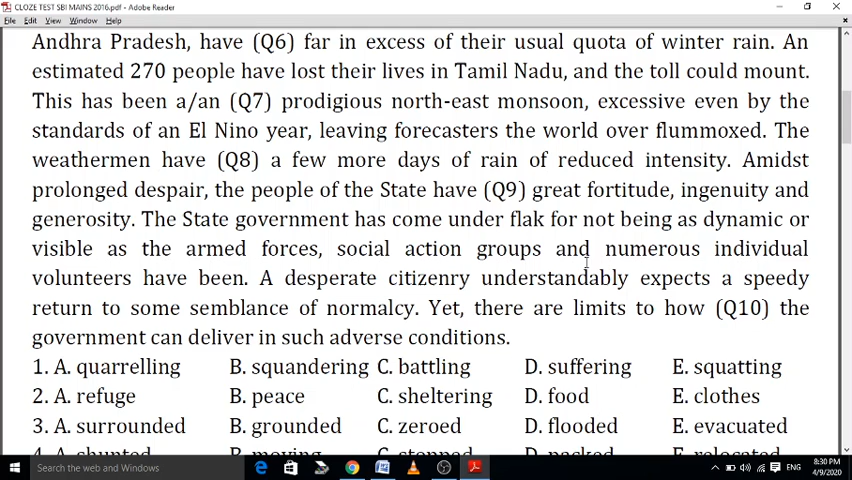 CLOZE TEST SBI MAINS 2016.pdf - Adobe Reader
File Edit View Window Help
Andhra Pradesh, have (Q6) far in excess of their usual quota of winter rain. An
estimated 270 people have lost their lives in Tamil Nadu, and the toll could mount.
This has been a/an (Q7) prodigious north-east monsoon, excessive even by the
standards of an El Nino year, leaving forecasters the world over flummoxed. The
weathermen have (Q8) a few more days of rain of reduced intensity. Amidst
prolonged despair, the people of the State have (Q9) great fortitude, ingenuity and
generosity. The State government has come under flak for not being as dynamic or
visible as the armed forces, social action groups and numerous individual
volunteers have been. A desperate citizenry understandably expects a speedy
return to some semblance of normalcy. Yet, there are limits to how (Q10) the
government can deliver in such adverse conditions.
1. A. quarrelling B. squandering C. battling D. suffering E. squatting
2. A. refuge B. peace C. sheltering D. food E. clothes
3. A. surrounded B. grounded C. zeroed D. flooded E. evacuated
4. A. shunted B. moving C. stopped D. packed E. relocated
Search the web and Windows
ENG
8:30 PM
4/9/2020